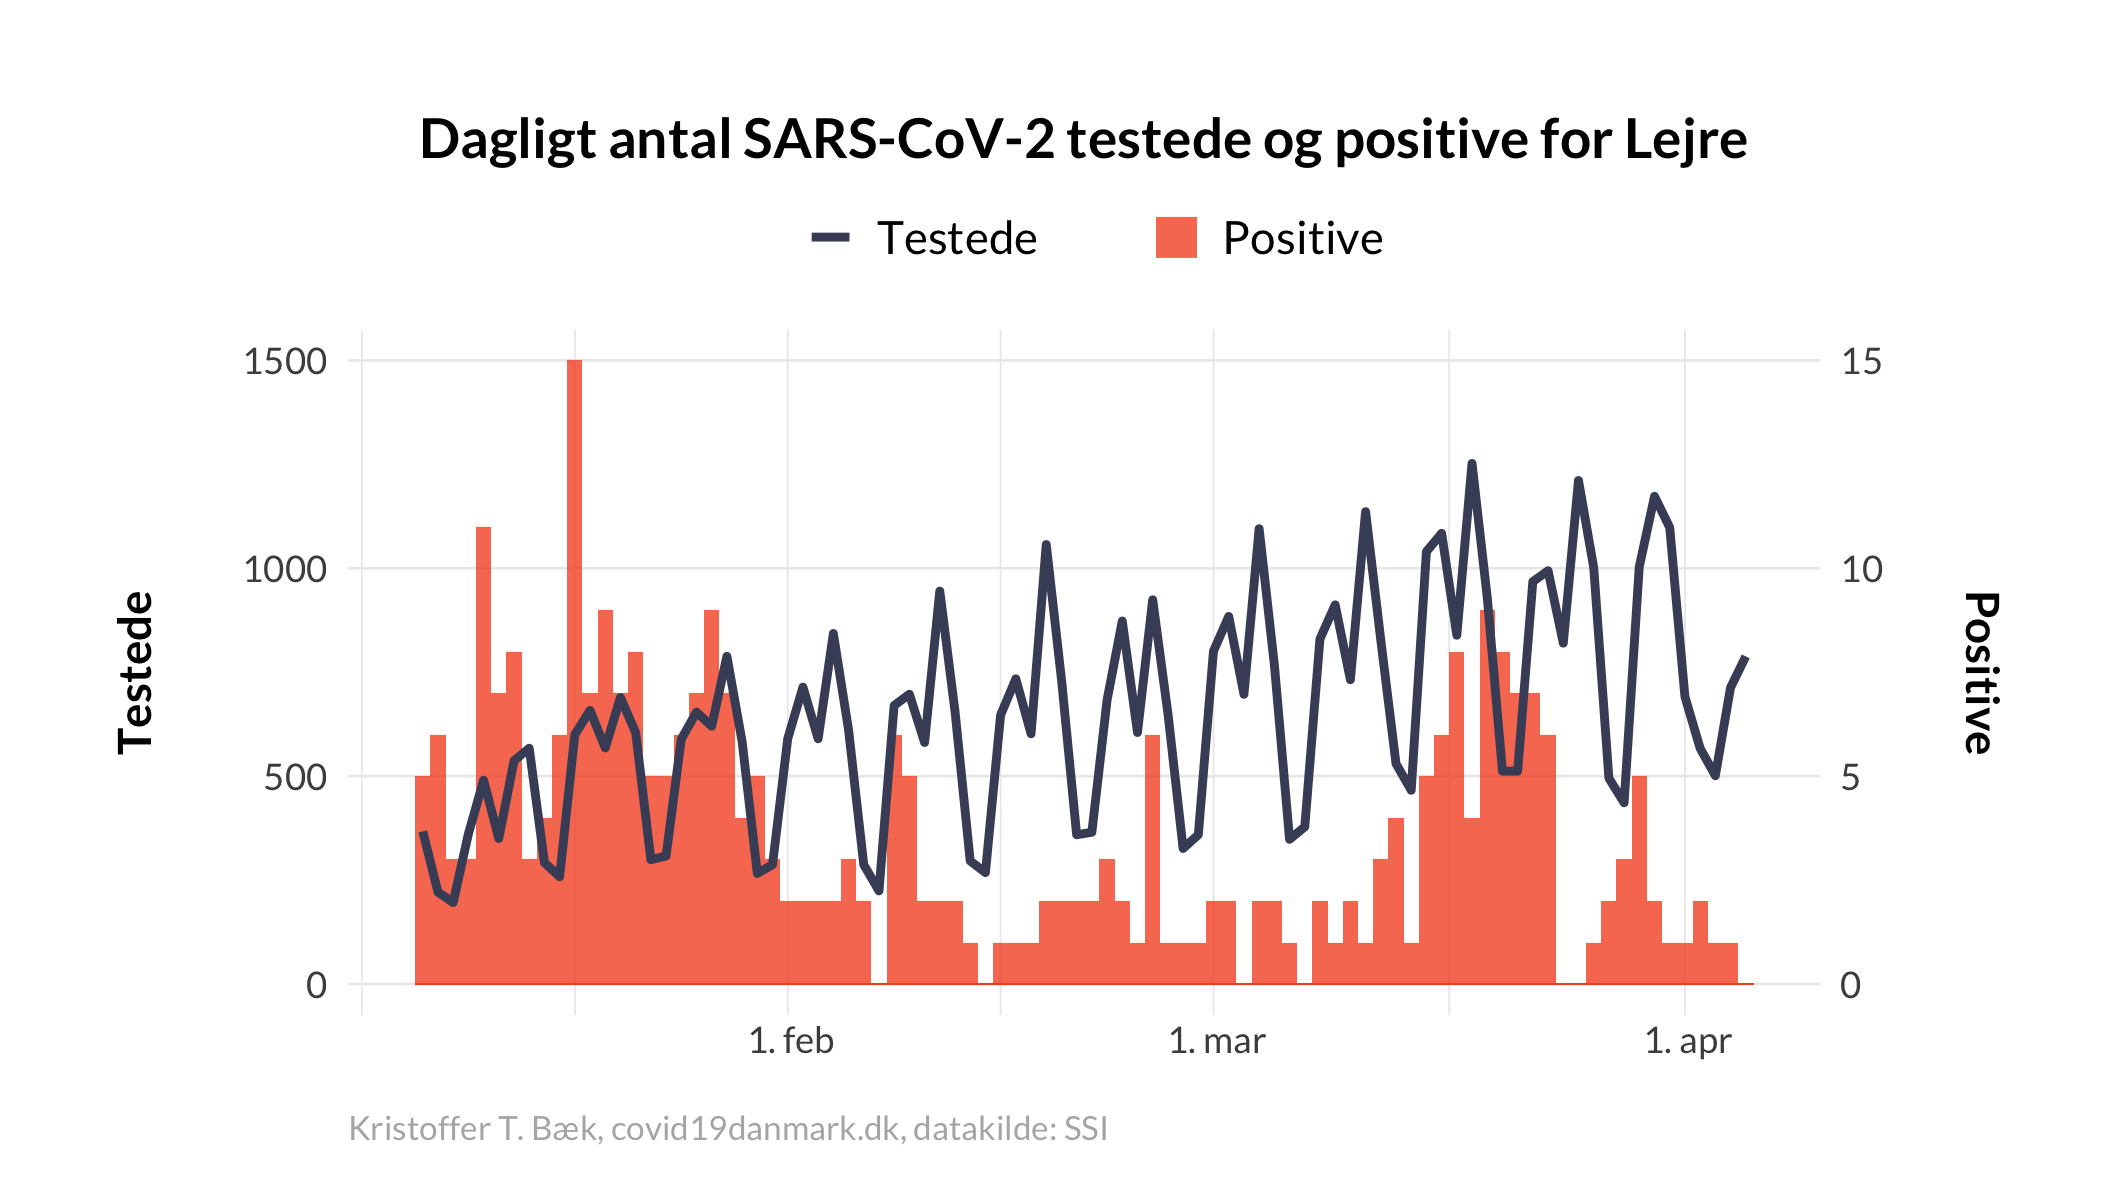 Dagligt antal SARS-CoV-2 testede og positive for Lejre
Testede
Positive
1500
1000
500
0
15
10
5
0
Testede
Positive
1. feb
1. mar
1. apr
Kristoffer T. Bæk, covid19danmark.dk, datakilde: SSI